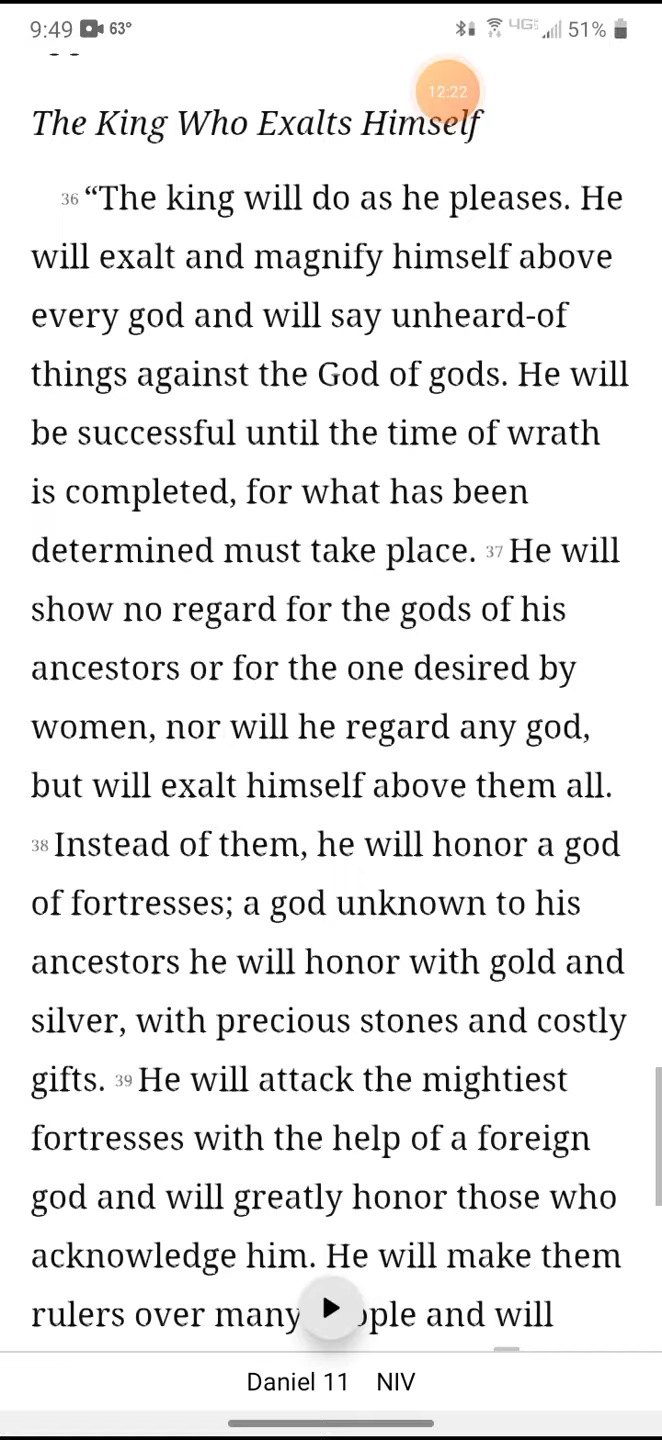 9:49 63° 4G 51%
12:22
The King Who Exalts Himself
36 “The king will do as he pleases. He
will exalt and magnify himself above
every god and will say unheard-of
things against the God of gods. He will
be successful until the time of wrath
is completed, for what has been
determined must take place. 37 He will
show no regard for the gods of his
ancestors or for the one desired by
women, nor will he regard any god,
but will exalt himself above them all.
38 Instead of them, he will honor a god
of fortresses; a god unknown to his
ancestors he will honor with gold and
silver, with precious stones and costly
gifts. 39 He will attack the mightiest
fortresses with the help of a foreign
god and will greatly honor those who
acknowledge him. He will make them
rulers over many and will
Daniel 11 NIV